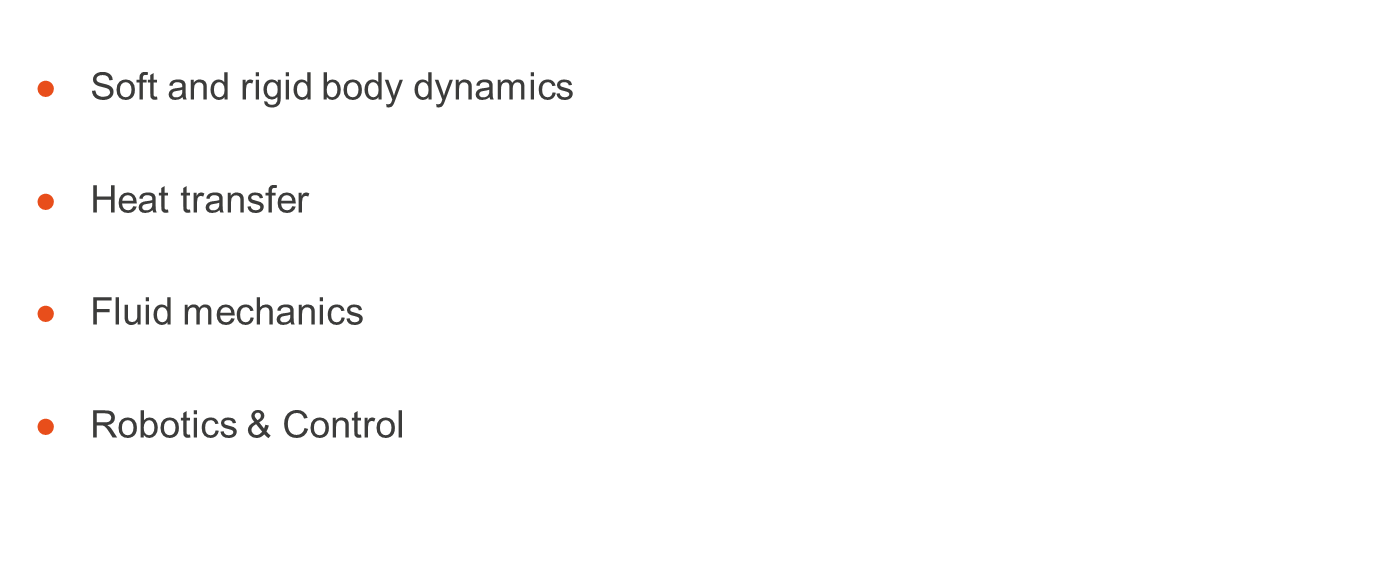 ● Soft and rigid body dynamics
● Heat transfer
● Fluid mechanics
● Robotics & Control